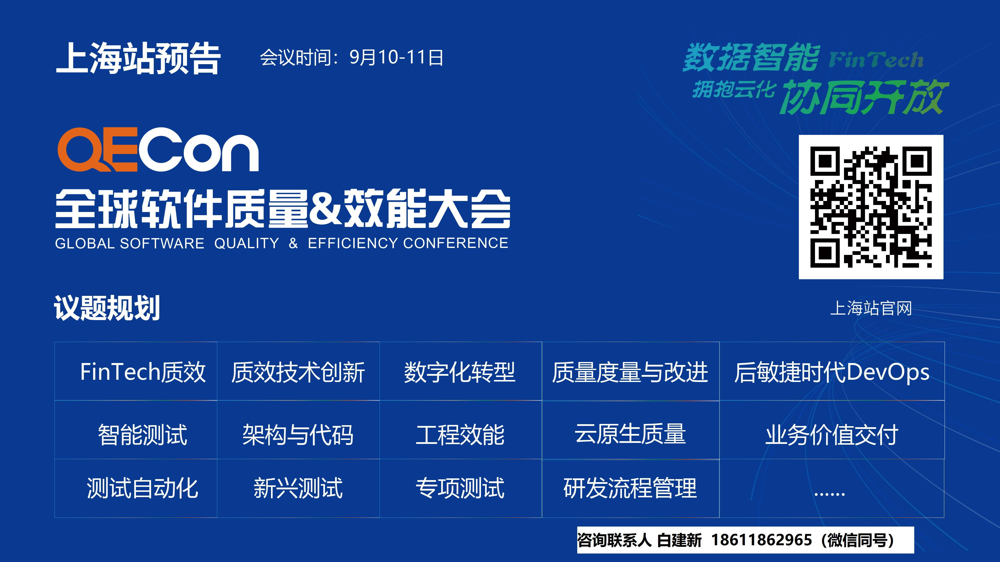 上海站预告
会议时间：9月10-11日
数据智能 FinTech
拥抱云化 协同开放
QECon
全球软件质量&效能大会
GLOBAL SOFTWARE QUALITY & EFFICIENCY CONFERENCE
上海站官网
议题规划
FinTech质效 质效技术创新 数字化转型 质量度量与改进 后敏捷时代DevOps
智能测试 架构与代码 工程效能 云原生质量 业务价值交付
测试自动化 新兴测试 专项测试 研发流程管理 ......
咨询联系人 白建新 18611862965（微信同号）